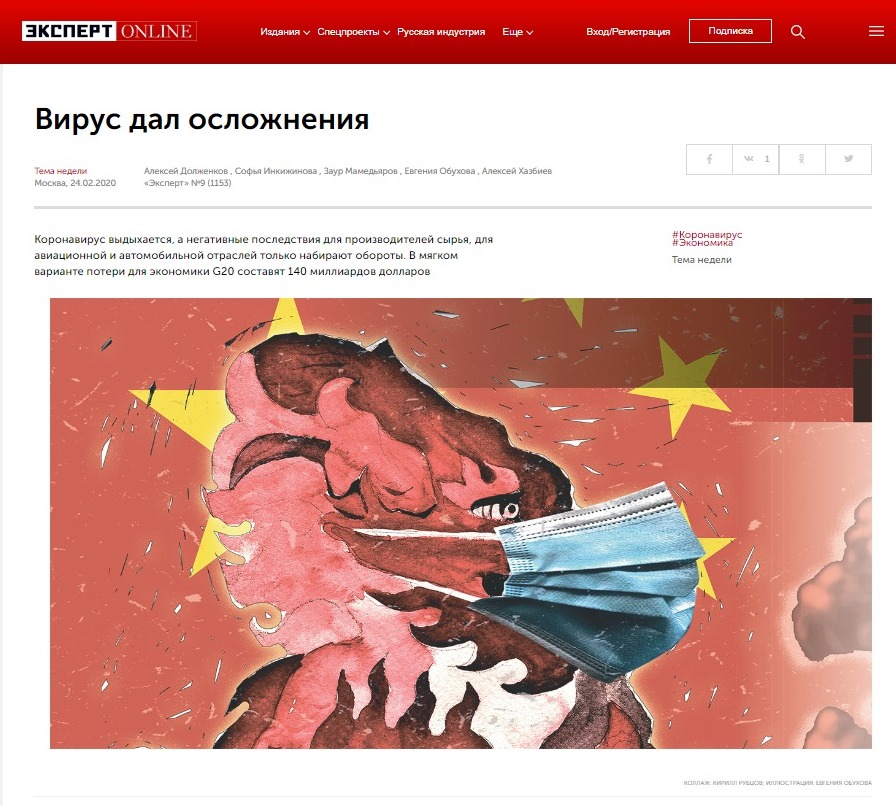 ЭКСПЕРТ ONLINE
Издания Спецпроекты Русская индустрия Еще Вход/Регистрация Подписка
Вирус дал осложнения
1
Тема недели
Москва, 24.02.2020
Алексей Долженков , Софья Инкижинова , Заур Мамедьяров , Евгения Обухова , Алексей Хазбиев
«Эксперт» №9 (1153)
Коронавирус выдыхается, а негативные последствия для производителей сырья, для
авиационной и автомобильной отраслей только набирают обороты. В мягком
варианте потери для экономики G20 составят 140 миллиардов долларов
#Коронавирус
#Экономика
Тема недели
КОЛЛАЖ: КИРИЛЛ РУБЦОВ; ИЛЛЮСТРАЦИЯ: ЕВГЕНИЯ ОБУХОВА